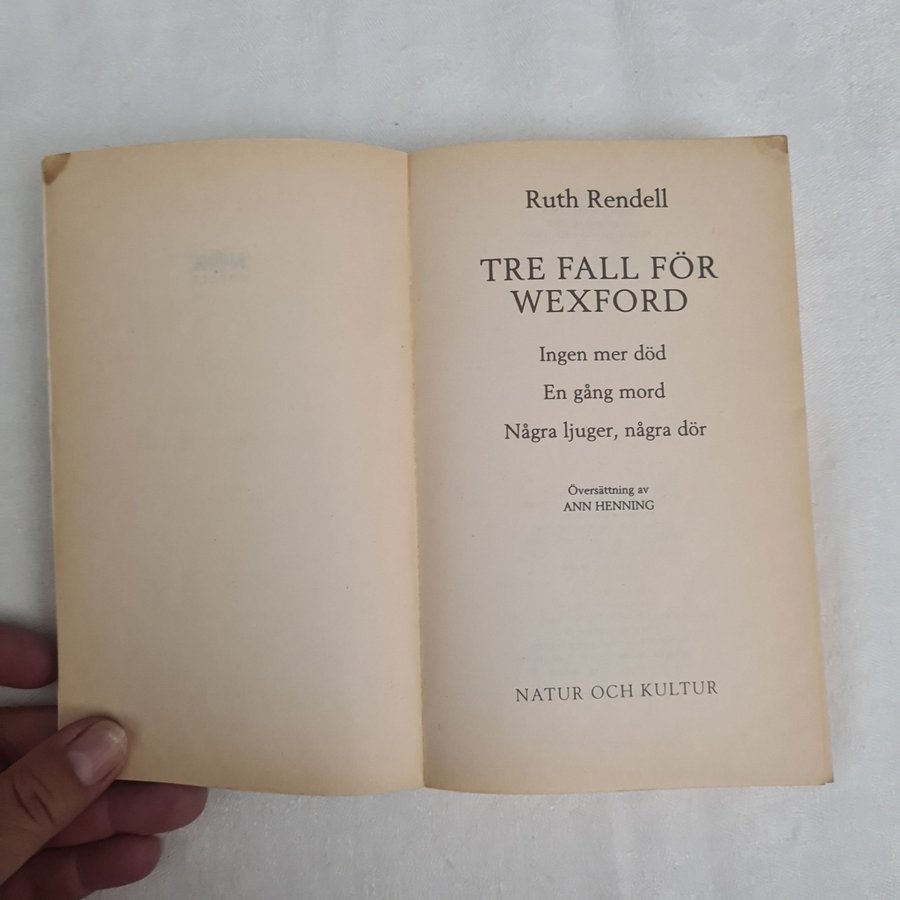 Ruth Rendell
TRE FALL FÖR
WEXFORD
Ingen mer död
En gång mord
Några ljuger, några dör
Översättning av
ANN HENNING
NATUR OCH KULTUR